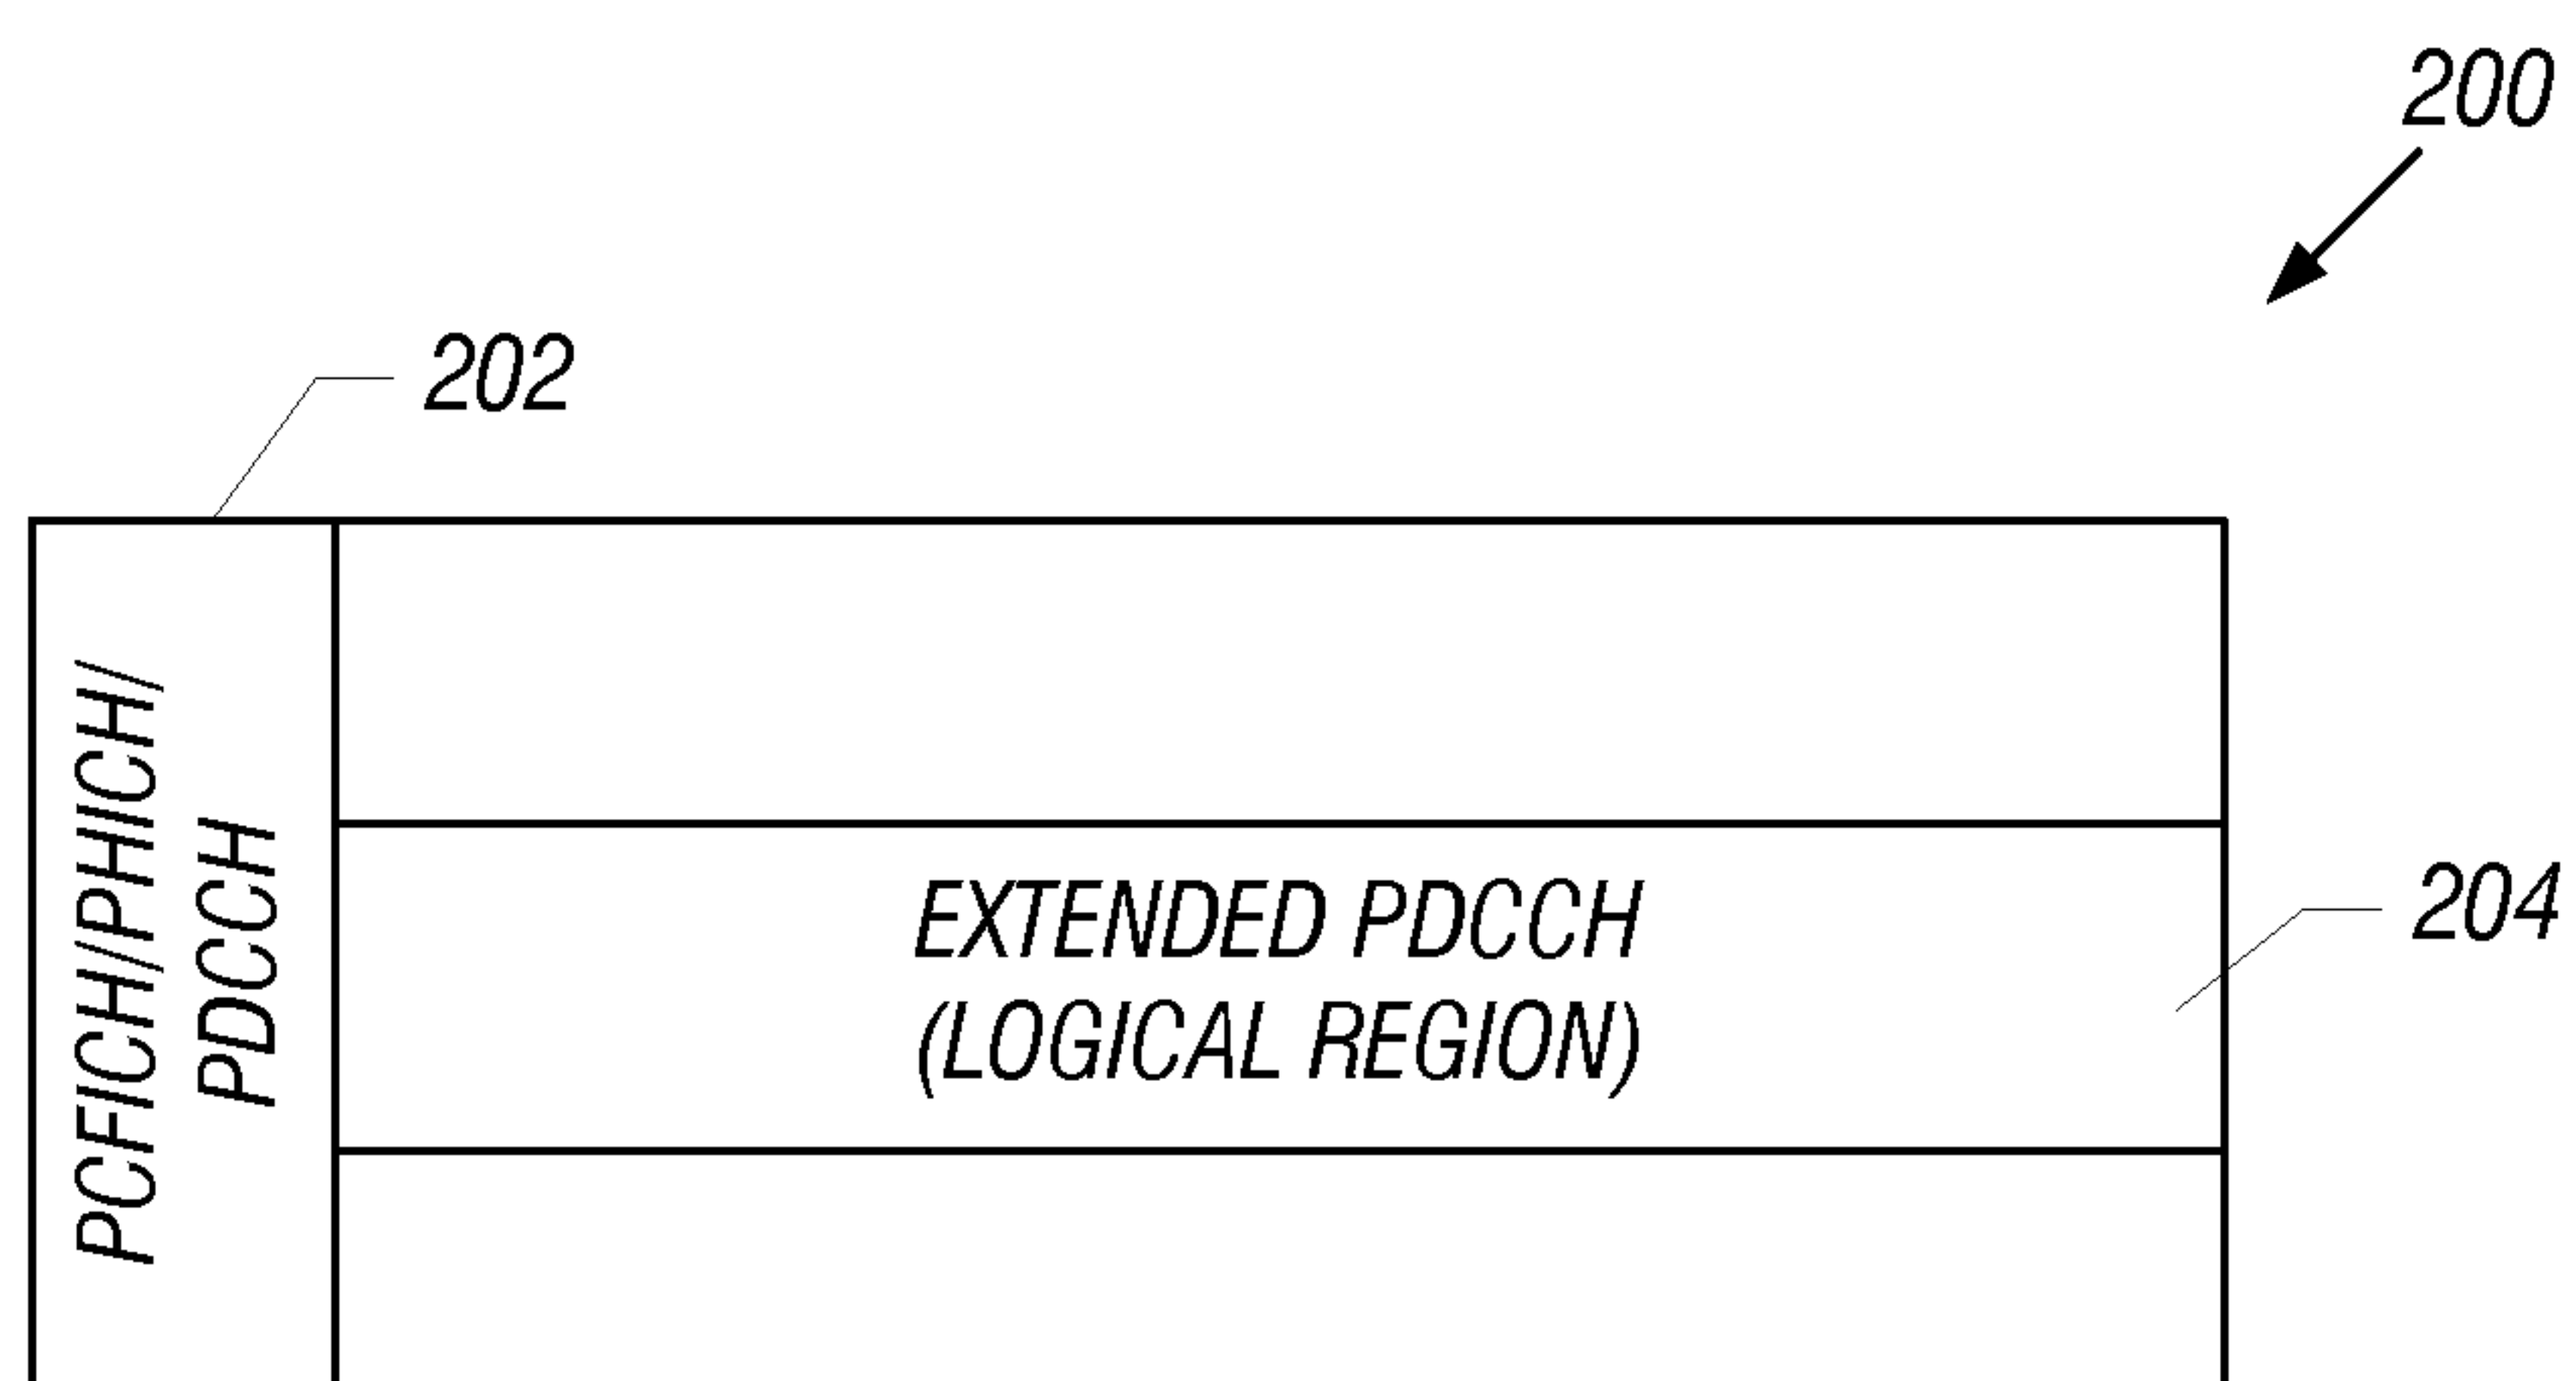 200
202
PCFICH/PHICH/
PDCCH
EXTENDED PDCCH
(LOGICAL REGION)
204